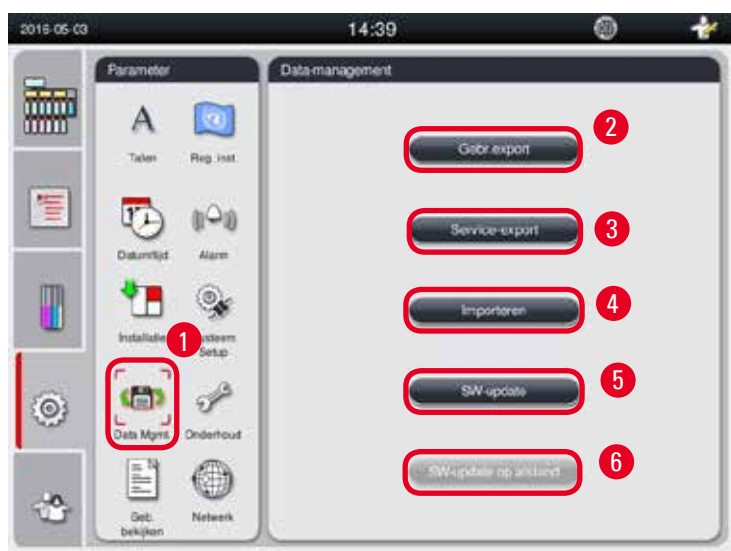 2016-05-03 14:39
Parameter
Data-management
Talen Reg. inst.
Datum/tijd Alarm
Installatie Systeem
Setup
Data Mgmt. Onderhoud
Geb. Netwerk
bekijken
Gebr.export
Service-export
Importeren
SW-update
SW-update op afstand
1
2
3
4
5
6